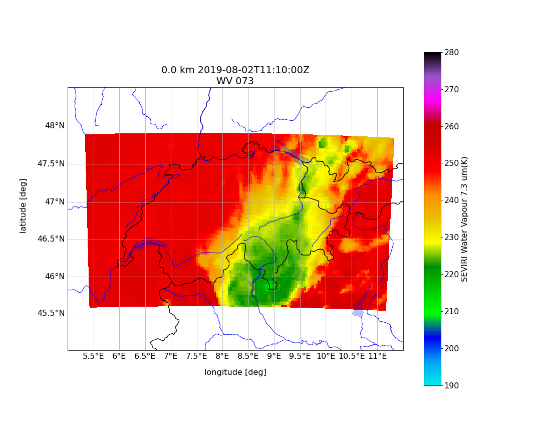 0.0 km 2019-08-02T11:10:00Z
WV 073
48°N
47.5°N
47°N
46.5°N
46°N
45.5°N
latitude [deg]
5.5°E 6°E 6.5°E 7°E 7.5°E 8°E 8.5°E 9°E 9.5°E 10°E 10.5°E 11°E
longitude [deg]
280
270
260
250
240
230
220
210
200
190
SEVIRI Water Vapour 7.3 um(K)